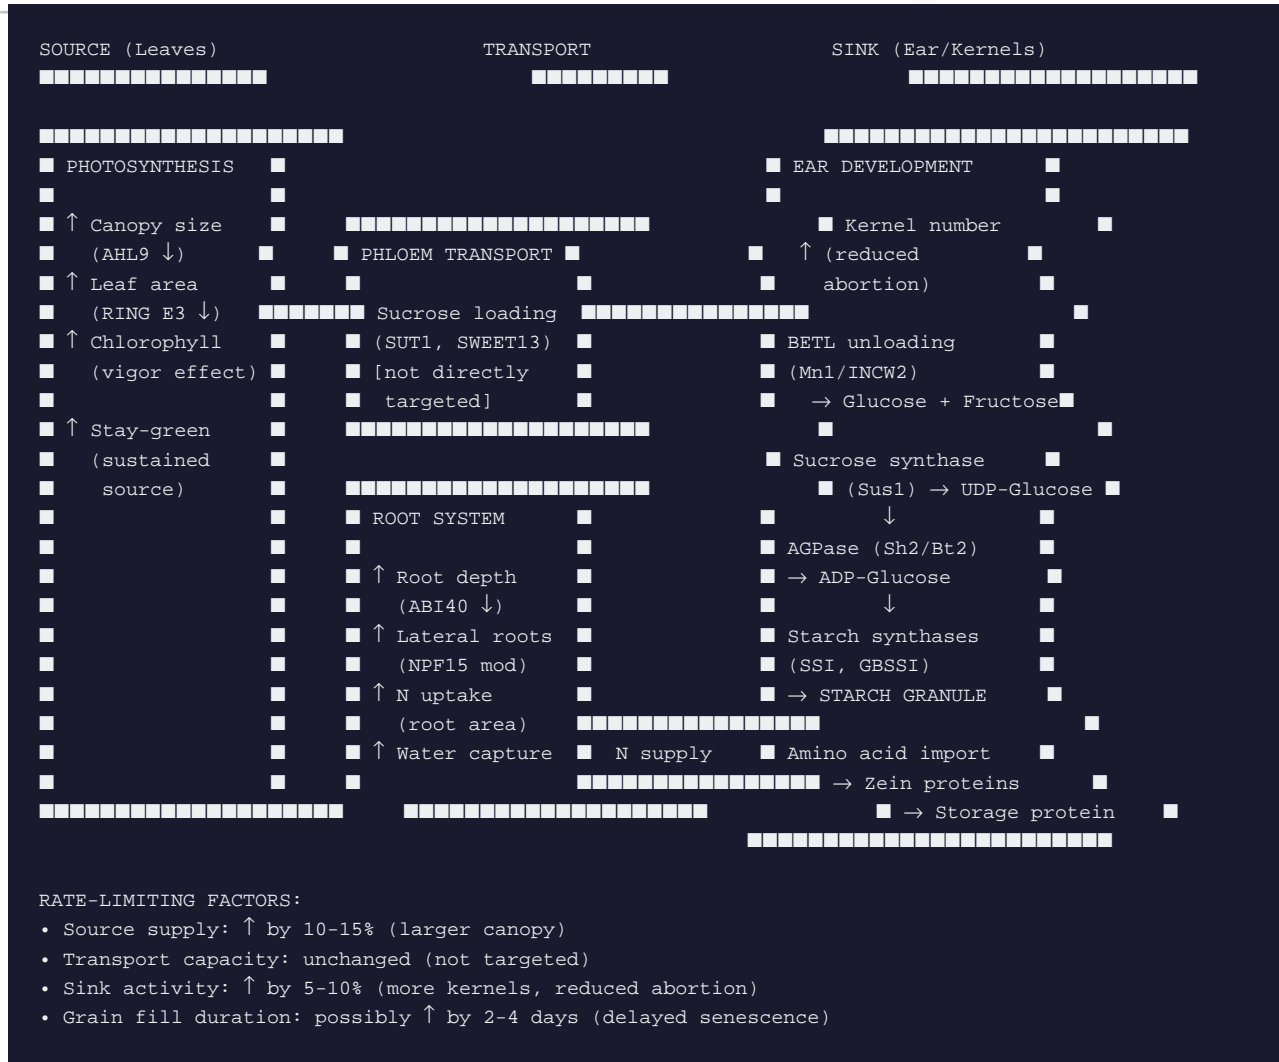 SOURCE (Leaves) TRANSPORT SINK (Ear/Kernels)
■■■■■■■■■■■■■■■ ■■■■■■■■■ ■■■■■■■■■■■■■■■■■■■
■■■■■■■■■■■■■■■■■■■■ ■■■■■■■■■■■■■■■■■■■■■■■■
■ PHOTOSYNTHESIS ■ ■ EAR DEVELOPMENT ■
■ ■ ■ ■
■ ↑ Canopy size ■ ■■■■■■■■■■■■■■■■■■■■ ■ Kernel number ■
■ (AHL9 ↓) ■ ■ PHLOEM TRANSPORT ■ ■ ↑ (reduced ■
■ ↑ Leaf area ■ ■ ■ ■ abortion) ■
■ (RING E3 ↓) ■■■■■■■ Sucrose loading ■■■■■■■■■■■■■■■ ■
■ ↑ Chlorophyll ■ ■ (SUT1, SWEET13) ■ ■ BETL unloading ■
■ (vigor effect) ■ ■ [not directly ■ ■ (Mn1/INCW2) ■
■ ■ ■ targeted] ■ ■ → Glucose + Fructose■
■ ↑ Stay-green ■ ■■■■■■■■■■■■■■■■■■■■ ■ ■
■ (sustained ■ ■ Sucrose synthase ■
■ source) ■ ■■■■■■■■■■■■■■■■■■■■ ■ (Sus1) → UDP-Glucose ■
■ ■ ■ ROOT SYSTEM ■ ■ ↓ ■
■ ■ ■ ■ ■ AGPase (Sh2/Bt2) ■
■ ■ ■ ↑ Root depth ■ ■ → ADP-Glucose ■
■ ■ ■ (ABI40 ↓) ■ ■ ↓ ■
■ ■ ■ ↑ Lateral roots ■ ■ Starch synthases ■
■ ■ ■ (NPF15 mod) ■ ■ (SSI, GBSSI) ■
■ ■ ■ ↑ N uptake ■ ■ → STARCH GRANULE ■
■ ■ ■ (root area) ■■■■■■■■■■■■■■■■ ■
■ ■ ■ ↑ Water capture ■ N supply ■ Amino acid import ■
■ ■ ■ ■■■■■■■■■■■■■■■■ → Zein proteins ■
■■■■■■■■■■■■■■■■■■■■ ■■■■■■■■■■■■■■■■■■■■ ■ → Storage protein ■
■■■■■■■■■■■■■■■■■■■■■■■■
RATE-LIMITING FACTORS:
• Source supply: ↑ by 10-15% (larger canopy)
• Transport capacity: unchanged (not targeted)
• Sink activity: ↑ by 5-10% (more kernels, reduced abortion)
• Grain fill duration: possibly ↑ by 2-4 days (delayed senescence)